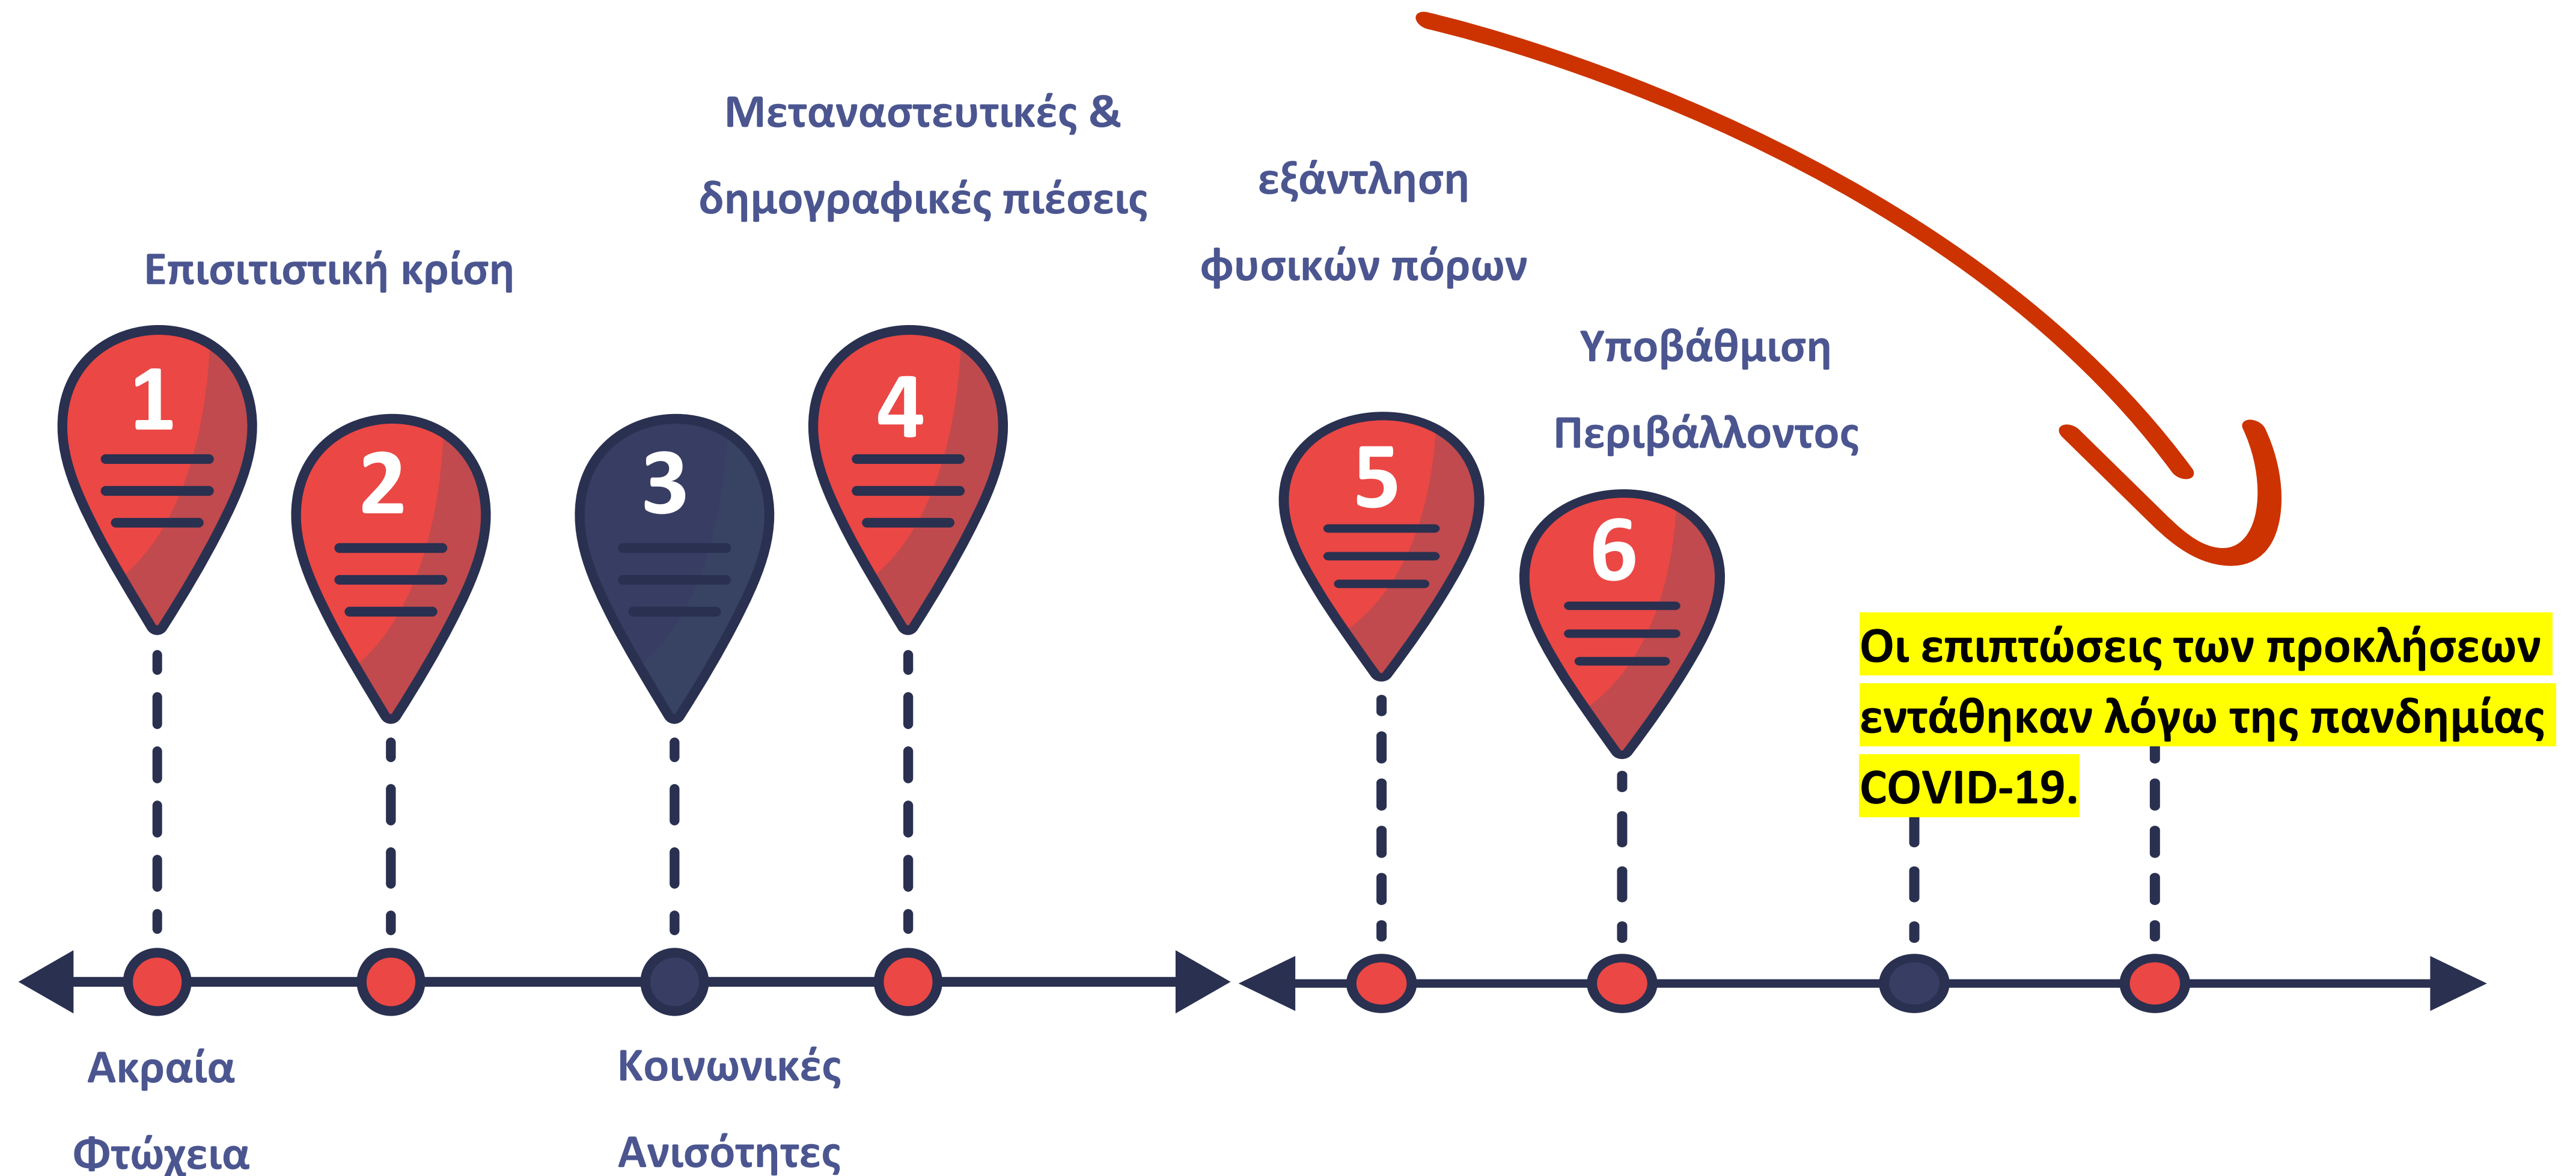 Μεταναστευτικές &
δημογραφικές πιέσεις
εξάντληση
φυσικών πόρων
Επισιτιστική κρίση
Υποβάθμιση
Περιβάλλοντος
1
2
3
4
5
6
Οι επιπτώσεις των προκλήσεων
εντάθηκαν λόγω της πανδημίας
COVID-19.
Ακραία
Φτώχεια
Κοινωνικές
Ανισότητες